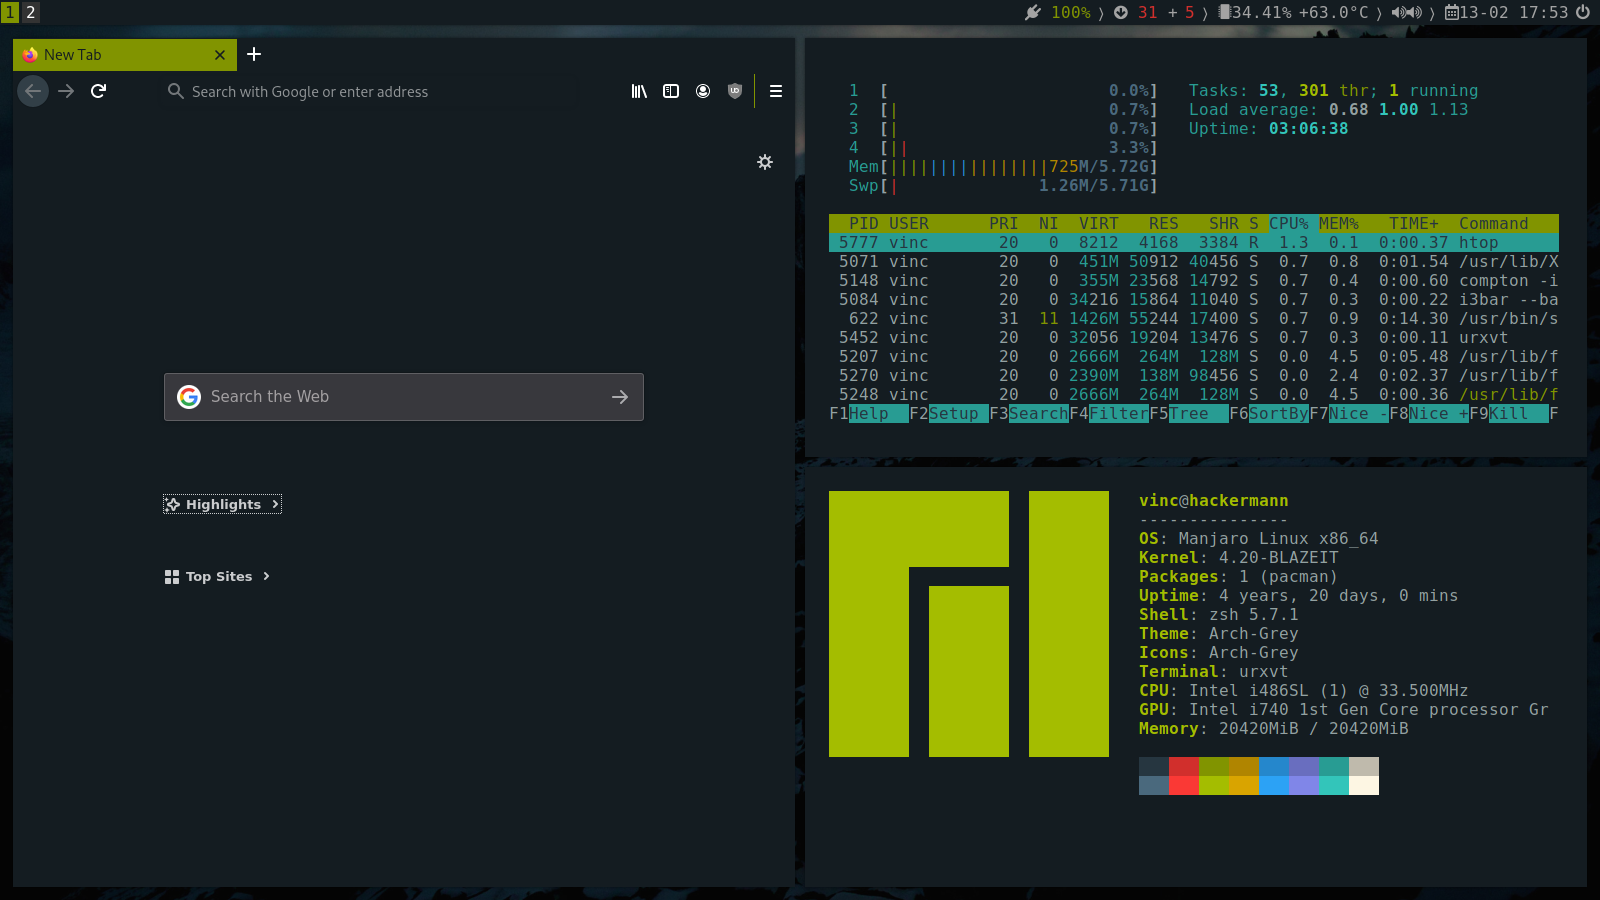 1 2
100% 〉 31 + 5 〉 34.41% +63.0°C 〉 〉 13-02 17:53
New Tab
Search with Google or enter address
Search the Web
Highlights
Top Sites
1 [ 0.0%] Tasks: 53, 301 thr; 1 running
2 [| 0.7%] Load average: 0.68 1.00 1.13
3 [| 0.7%] Uptime: 03:06:38
4 [|| 3.3%]
Mem[||||||||||||||||725M/5.72G]
Swp[| 1.26M/5.71G]
PID USER PRI NI VIRT RES SHR S CPU% MEM% TIME+ Command
5777 vinc 20 0 8212 4168 3384 R 1.3 0.1 0:00.37 htop
5071 vinc 20 0 451M 50912 40456 S 0.7 0.8 0:01.54 /usr/lib/X
5148 vinc 20 0 355M 23568 14792 S 0.7 0.4 0:00.60 compton -i
5084 vinc 20 0 34216 15864 11040 S 0.7 0.3 0:00.22 i3bar --ba
622 vinc 31 11 1426M 55244 17400 S 0.7 0.9 0:14.30 /usr/bin/s
5452 vinc 20 0 32056 19204 13476 S 0.7 0.3 0:00.11 urxvt
5207 vinc 20 0 2666M 264M 128M S 0.0 4.5 0:05.48 /usr/lib/f
5270 vinc 20 0 2390M 138M 98456 S 0.0 2.4 0:02.37 /usr/lib/f
5248 vinc 20 0 2666M 264M 128M S 0.0 4.5 0:00.36 /usr/lib/f
F1Help F2Setup F3SearchF4FilterF5Tree F6SortByF7Nice -F8Nice +F9Kill F
vinc@hackermann
---------------
OS: Manjaro Linux x86_64
Kernel: 4.20-BLAZEIT
Packages: 1 (pacman)
Uptime: 4 years, 20 days, 0 mins
Shell: zsh 5.7.1
Theme: Arch-Grey
Icons: Arch-Grey
Terminal: urxvt
CPU: Intel i486SL (1) @ 33.500MHz
GPU: Intel i740 1st Gen Core processor Gr
Memory: 20420MiB / 20420MiB